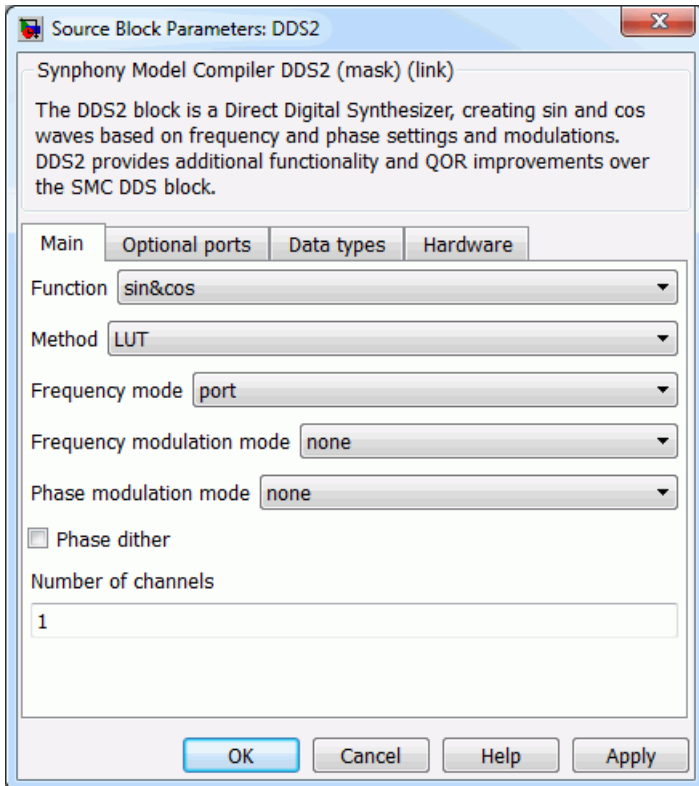 Source Block Parameters: DDS2
Synphony Model Compiler DDS2 (mask) (link)
The DDS2 block is a Direct Digital Synthesizer, creating sin and cos
waves based on frequency and phase settings and modulations.
DDS2 provides additional functionality and QOR improvements over
the SMC DDS block.
Main Optional ports Data types Hardware
Function sin&cos
Method LUT
Frequency mode port
Frequency modulation mode none
Phase modulation mode none
Phase dither
Number of channels
1
OK Cancel Help Apply